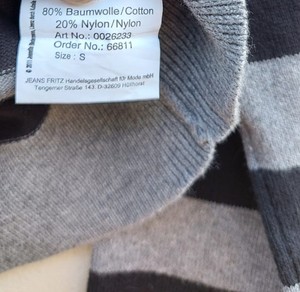 80% Baumwolle/Cotton
20% Nylon/Nylon
Art No.: 0026233
Order No.: 66811
Size : S
JEANS FRITZ Handelsgesellschaft für Mode mbH
Tengerner Straße 143, D-32609 Hüllhorst